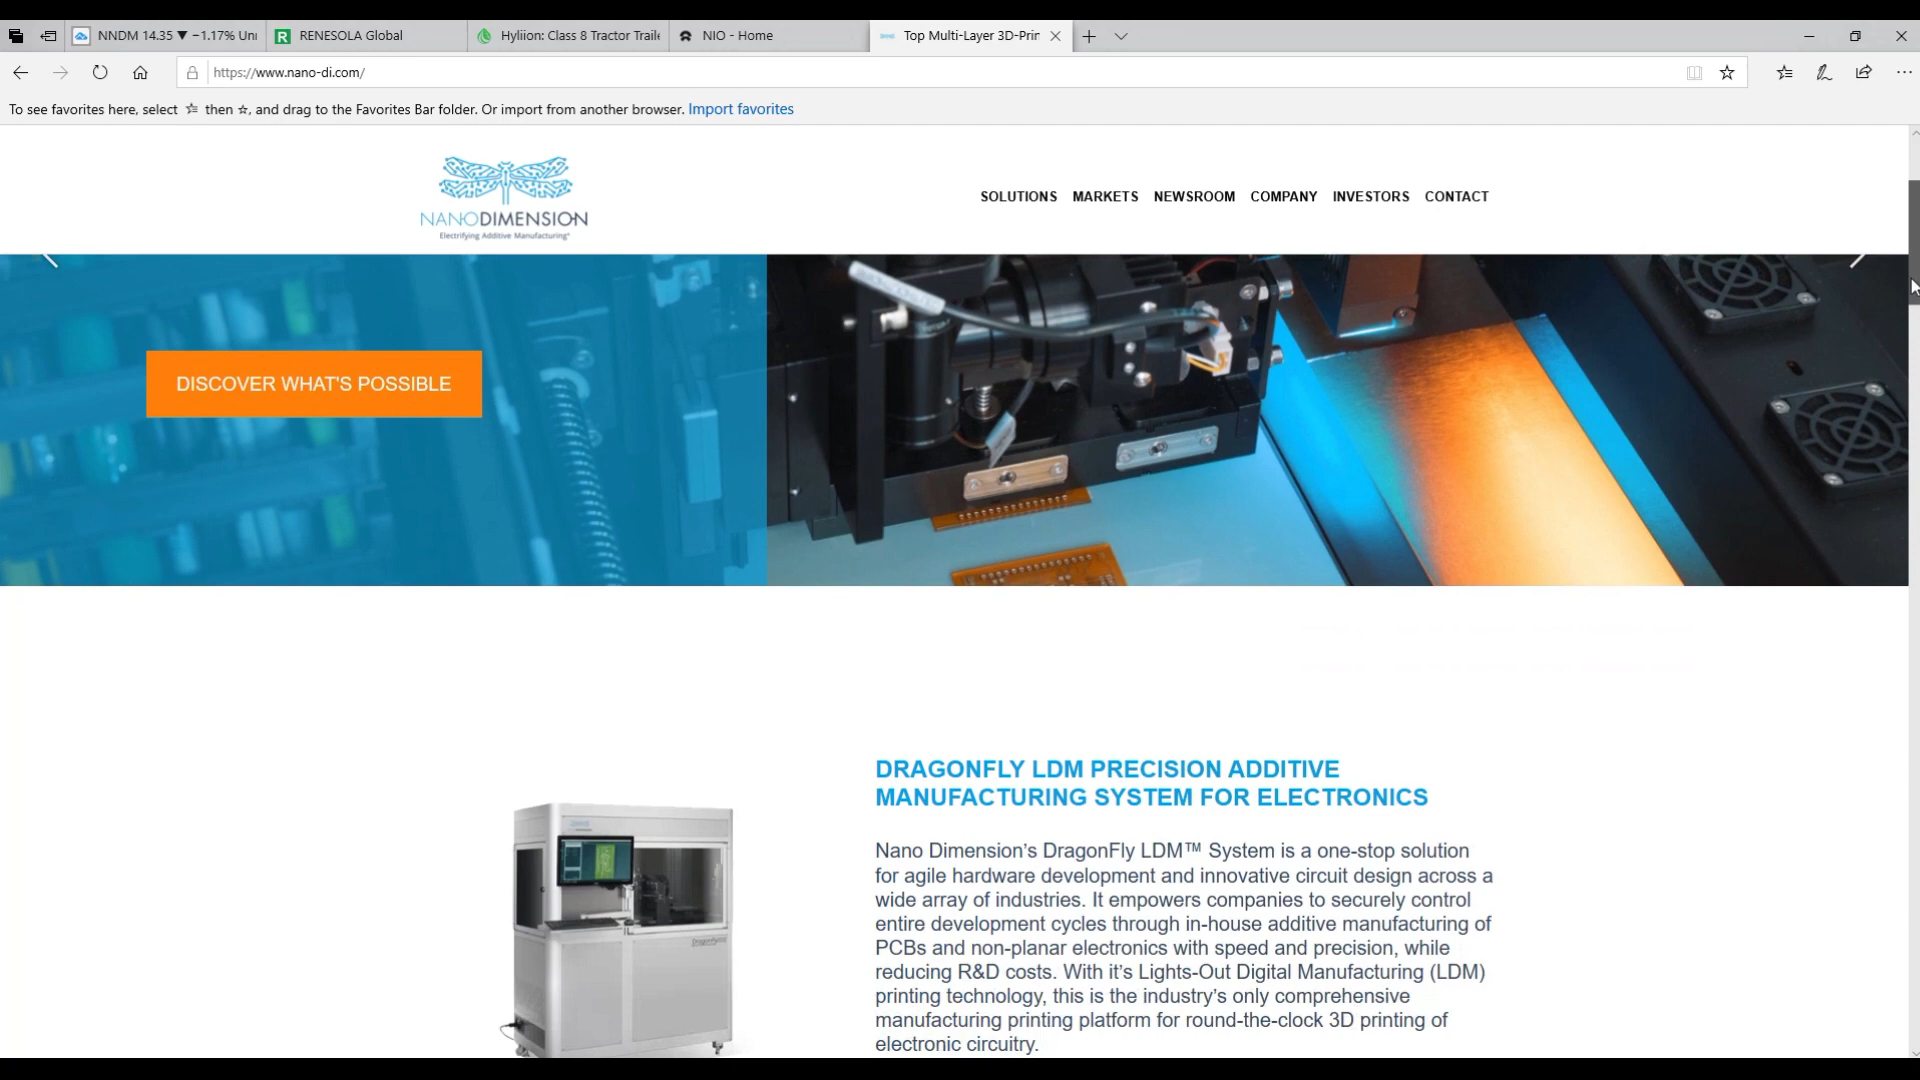 NNDM 14.35 ▼ −1.17% Uni
RENESOLA Global
Hyliion: Class 8 Tractor Traile
NIO - Home
Top Multi-Layer 3D-Prin
https://www.nano-di.com/
To see favorites here, select then ☆, and drag to the Favorites Bar folder. Or import from another browser. Import favorites
NANODIMENSION
Electrifying Additive Manufacturing®
SOLUTIONS MARKETS NEWSROOM COMPANY INVESTORS CONTACT
DISCOVER WHAT'S POSSIBLE
DRAGONFLY LDM PRECISION ADDITIVE
MANUFACTURING SYSTEM FOR ELECTRONICS
Nano Dimension’s DragonFly LDM™ System is a one-stop solution
for agile hardware development and innovative circuit design across a
wide array of industries. It empowers companies to securely control
entire development cycles through in-house additive manufacturing of
PCBs and non-planar electronics with speed and precision, while
reducing R&D costs. With it’s Lights-Out Digital Manufacturing (LDM)
printing technology, this is the industry’s only comprehensive
manufacturing printing platform for round-the-clock 3D printing of
electronic circuitry.